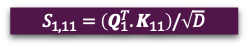 S₁,₁₁ = (Q₁ᵀ. K₁₁)/√D